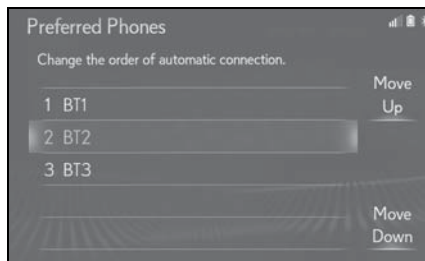 Preferred Phones
Change the order of automatic connection.
Move
Up
1 BT1
2 BT2
3 BT3
Move
Down